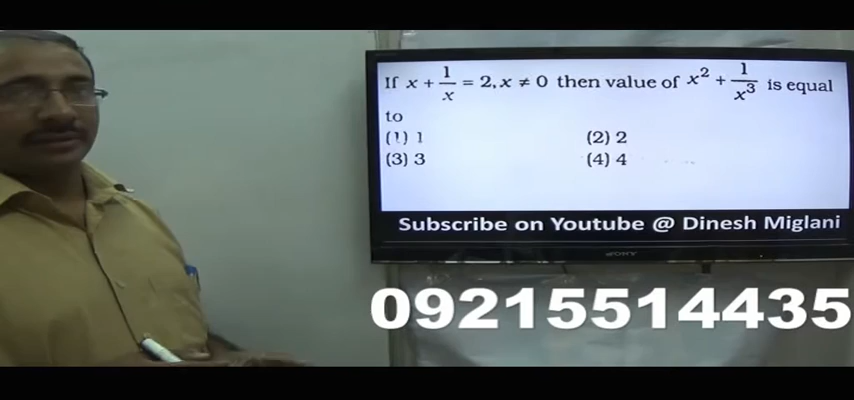 If x + 1/x = 2, x ≠ 0 then value of x² + 1/x³ is equal
to
(1) 1 (2) 2
(3) 3 (4) 4
Subscribe on Youtube @ Dinesh Miglani
SONY
09215514435